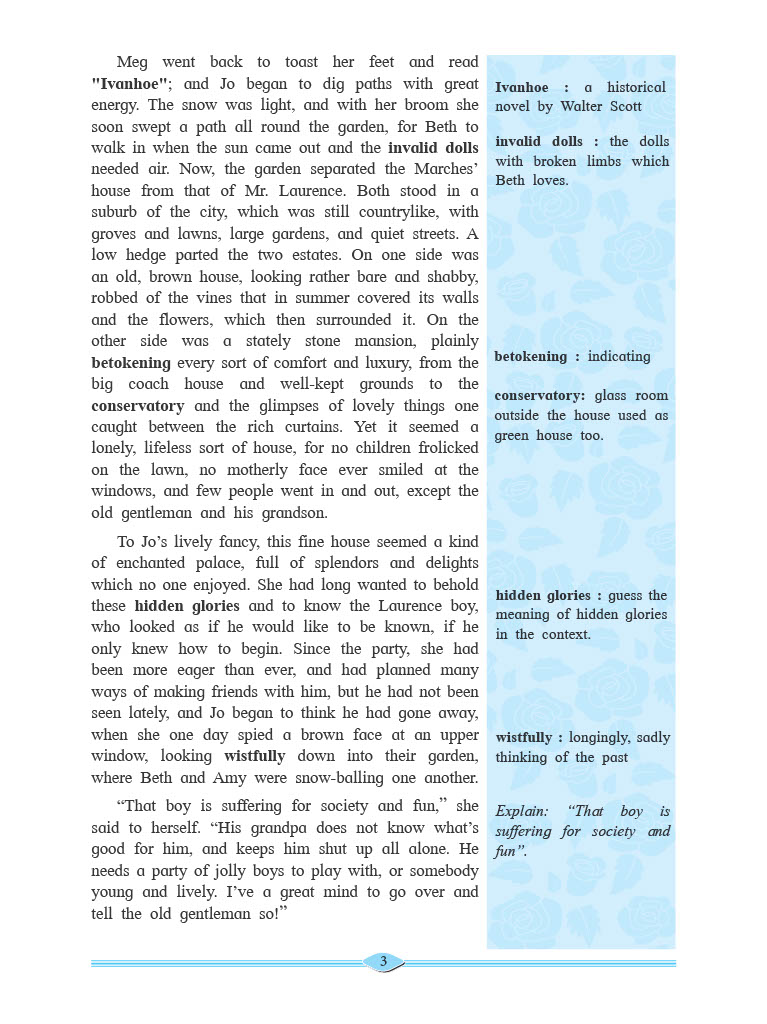 Meg went back to toast her feet and read
"Ivanhoe"; and Jo began to dig paths with great
energy. The snow was light, and with her broom she
soon swept a path all round the garden, for Beth to
walk in when the sun came out and the invalid dolls
needed air. Now, the garden separated the Marches’
house from that of Mr. Laurence. Both stood in a
suburb of the city, which was still countrylike, with
groves and lawns, large gardens, and quiet streets. A
low hedge parted the two estates. On one side was
an old, brown house, looking rather bare and shabby,
robbed of the vines that in summer covered its walls
and the flowers, which then surrounded it. On the
other side was a stately stone mansion, plainly
betokening every sort of comfort and luxury, from the
big coach house and well-kept grounds to the
conservatory and the glimpses of lovely things one
caught between the rich curtains. Yet it seemed a
lonely, lifeless sort of house, for no children frolicked
on the lawn, no motherly face ever smiled at the
windows, and few people went in and out, except the
old gentleman and his grandson.
To Jo’s lively fancy, this fine house seemed a kind
of enchanted palace, full of splendors and delights
which no one enjoyed. She had long wanted to behold
these hidden glories and to know the Laurence boy,
who looked as if he would like to be known, if he
only knew how to begin. Since the party, she had
been more eager than ever, and had planned many
ways of making friends with him, but he had not been
seen lately, and Jo began to think he had gone away,
when she one day spied a brown face at an upper
window, looking wistfully down into their garden,
where Beth and Amy were snow-balling one another.
“That boy is suffering for society and fun,” she
said to herself. “His grandpa does not know what’s
good for him, and keeps him shut up all alone. He
needs a party of jolly boys to play with, or somebody
young and lively. I’ve a great mind to go over and
tell the old gentleman so!”
Ivanhoe : a historical
novel by Walter Scott
invalid dolls : the dolls
with broken limbs which
Beth loves.
betokening : indicating
conservatory: glass room
outside the house used as
green house too.
hidden glories : guess the
meaning of hidden glories
in the context.
wistfully : longingly, sadly
thinking of the past
Explain: “That boy is
suffering for society and
fun”.
3